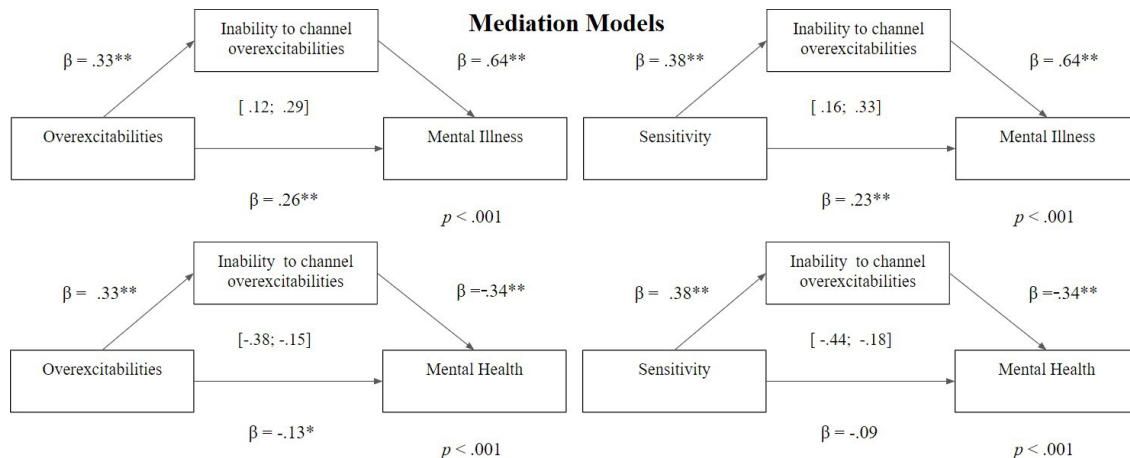 Mediation Models
Inability to channel
overexcitabilities
β = .33**
β = .64**
[ .12; .29]
Overexcitabilities
Mental Illness
β = .26**
p < .001
Inability to channel
overexcitabilities
β = .38**
β = .64**
[ .16; .33]
Sensitivity
Mental Illness
β = .23**
p < .001
Inability to channel
overexcitabilities
β = .33**
β =-.34**
[-.38; -.15]
Overexcitabilities
Mental Health
β = -.13*
p < .001
Inability to channel
overexcitabilities
β = .38**
β =-.34**
[ -.44; -.18]
Sensitivity
Mental Health
β = -.09
p < .001